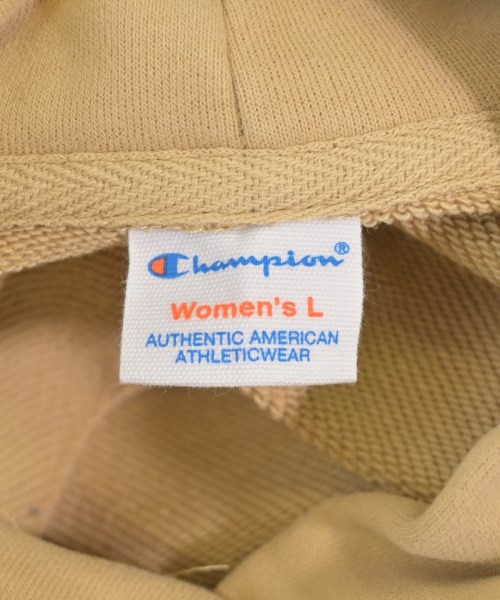 Champion®
Women's L
AUTHENTIC AMERICAN
ATHLETICWEAR